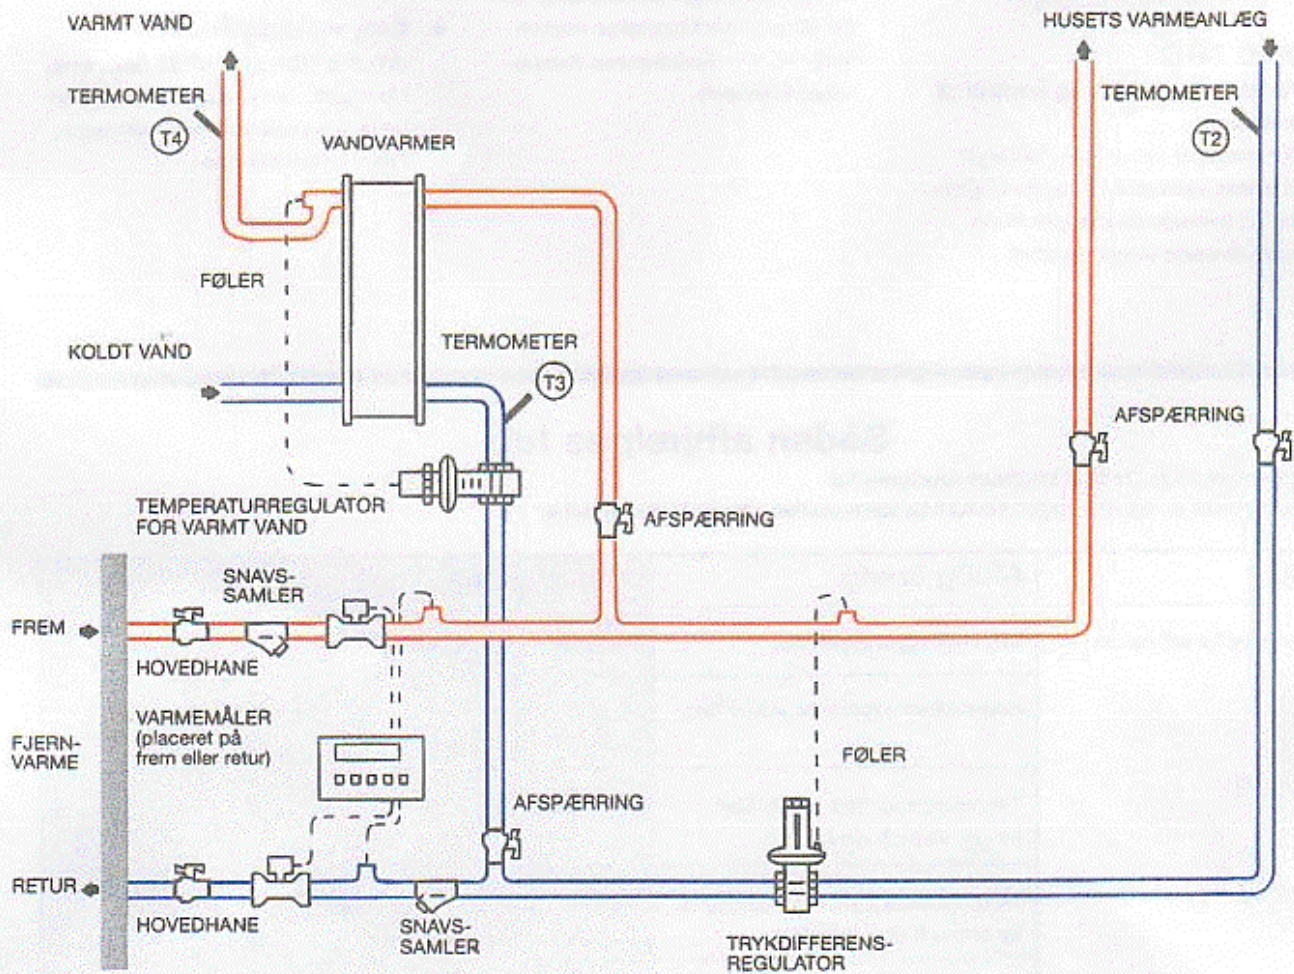 VARMT VAND
HUSETS VARMEANLÆG
TERMOMETER
T4
VANDVARMER
TERMOMETER
T2
FØLER
KOLDT VAND
TERMOMETER
T3
AFSPÆRRING
TEMPERATURREGULATOR
FOR VARMT VAND
AFSPÆRRING
SNAVS-
SAMLER
FREM
HOVEDHANE
VARMEMÅLER
(placeret på
frem eller retur)
FJERN-
VARME
FØLER
AFSPÆRRING
RETUR
HOVEDHANE
SNAVS-
SAMLER
TRYKDIFFERENS-
REGULATOR